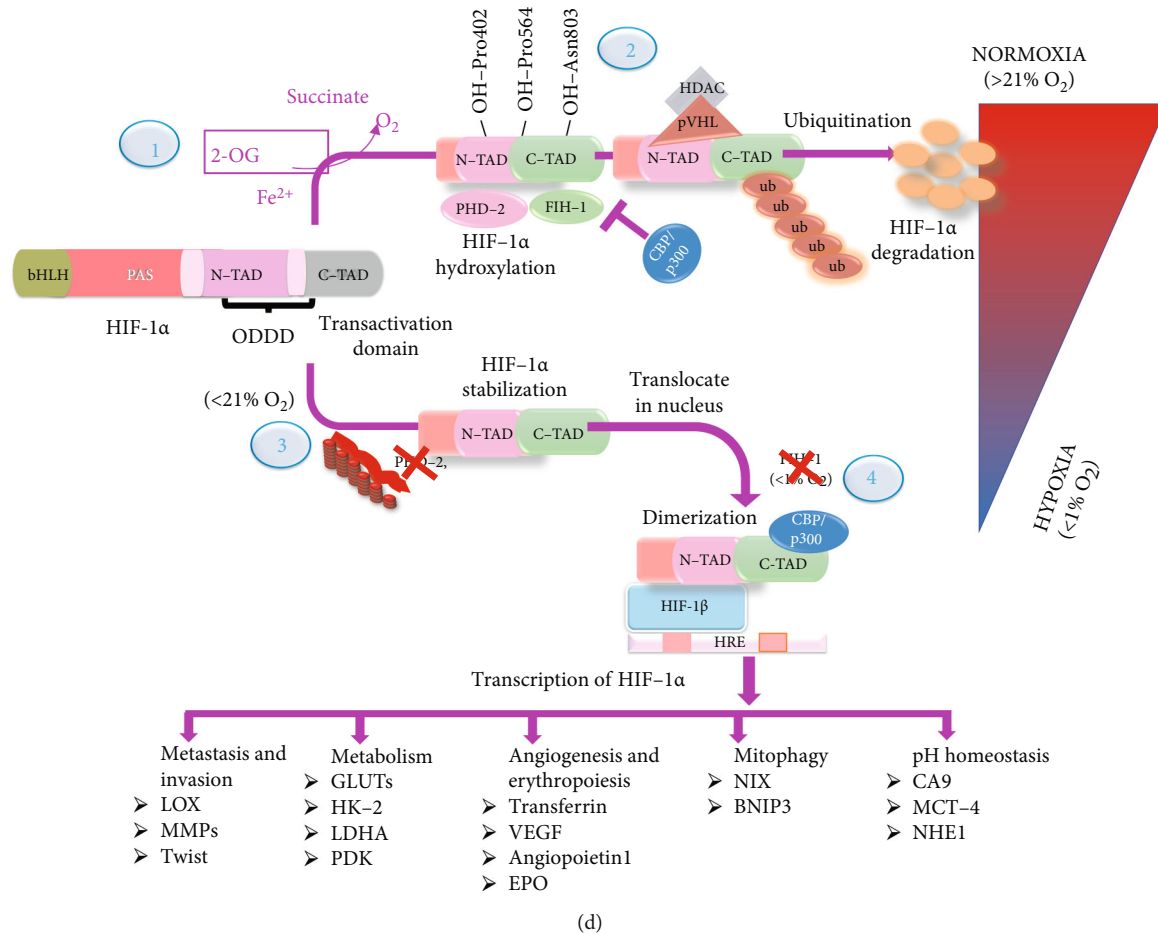 1
2-OG
Succinate
O₂
Fe²⁺
OH–Pro402
OH–Pro564
OH–Asn803
2
N–TAD
C–TAD
PHD–2
FIH–1
HIF–1α
hydroxylation
CBP/
p300
HDAC
pVHL
N–TAD
C–TAD
ub
ub
ub
ub
ub
Ubiquitination
HIF–1α
degradation
NORMOXIA
(>21% O₂)
HYPOXIA
(<1% O₂)
bHLH
PAS
N–TAD
C–TAD
HIF-1α
ODDD
Transactivation
domain
(<21% O₂)
3
PHD–2,
HIF–1α
stabilization
N–TAD
C–TAD
Translocate
in nucleus
(<1% O₂)
4
Dimerization
CBP/
p300
N–TAD
C-TAD
HIF-1β
HRE
Transcription of HIF–1α
Metastasis and
invasion
➢ LOX
➢ MMPs
➢ Twist
Metabolism
➢ GLUTs
➢ HK–2
➢ LDHA
➢ PDK
Angiogenesis and
erythropoiesis
➢ Transferrin
➢ VEGF
➢ Angiopoietin1
➢ EPO
Mitophagy
➢ NIX
➢ BNIP3
pH homeostasis
➢ CA9
➢ MCT–4
➢ NHE1
(d)